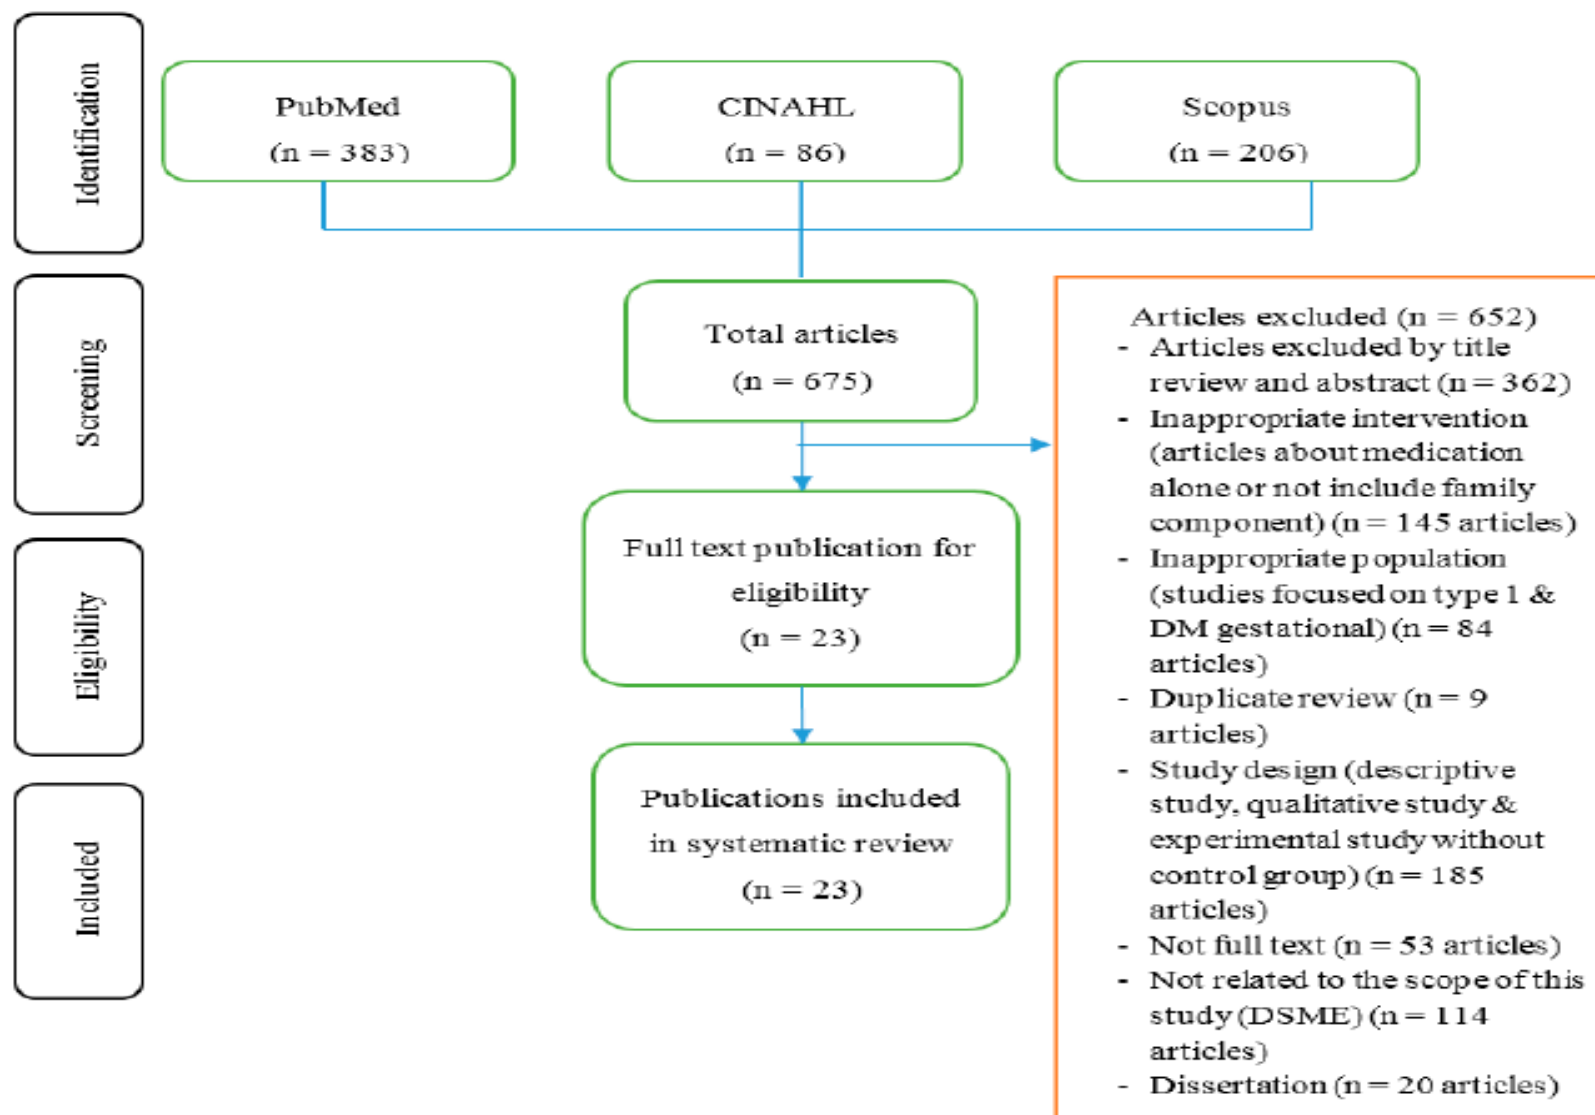 Identification
PubMed
(n = 383)
CINAHL
(n = 86)
Scopus
(n = 206)
Screening
Total articles
(n = 675)
Articles excluded (n = 652)
- Articles excluded by title
review and abstract (n = 362)
- Inappropriate intervention
(articles about medication
alone or not include family
component) (n = 145 articles)
- Inappropriate population
(studies focused on type 1 &
DM gestational) (n = 84
articles)
- Duplicate review (n = 9
articles)
- Study design (descriptive
study, qualitative study &
experimental study without
control group) (n = 185
articles)
- Not full text (n = 53 articles)
- Not related to the scope of this
study (DSME) (n = 114
articles)
- Dissertation (n = 20 articles)
Eligibility
Full text publication for
eligibility
(n = 23)
Included
Publications included
in systematic review
(n = 23)